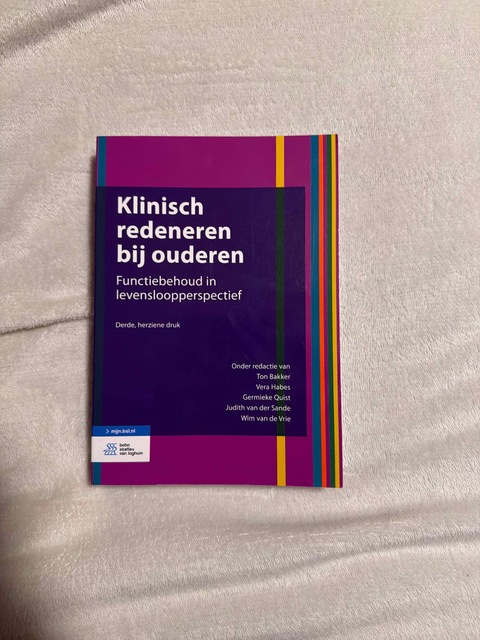 Klinisch
redeneren
bij ouderen
Functiebehoud in
levensloopperspectief
Derde, herziene druk
Onder redactie van
Ton Bakker
Vera Habes
Germieke Quist
Judith van der Sande
Wim van de Vrie
> mijn.bsl.nl
bohn
stafleu
van loghum